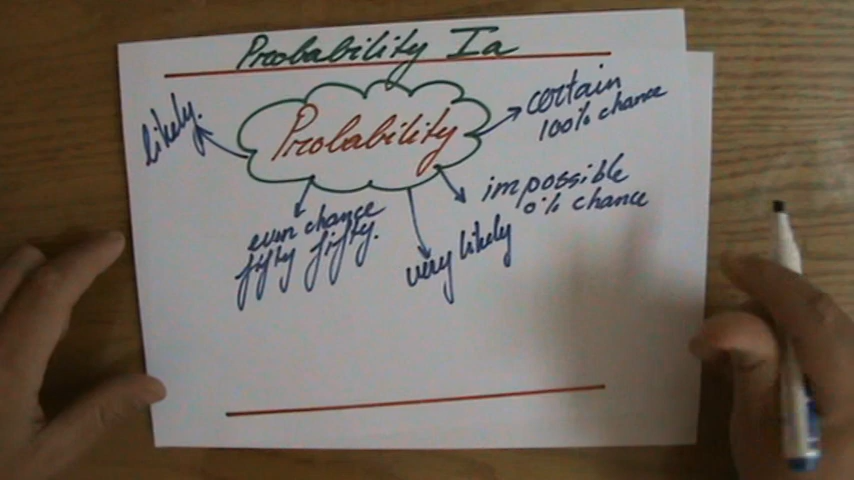 Probability Ia
Probability
likely.
certain
100% chance
impossible
0% chance
even chance
fifty fifty.
very likely